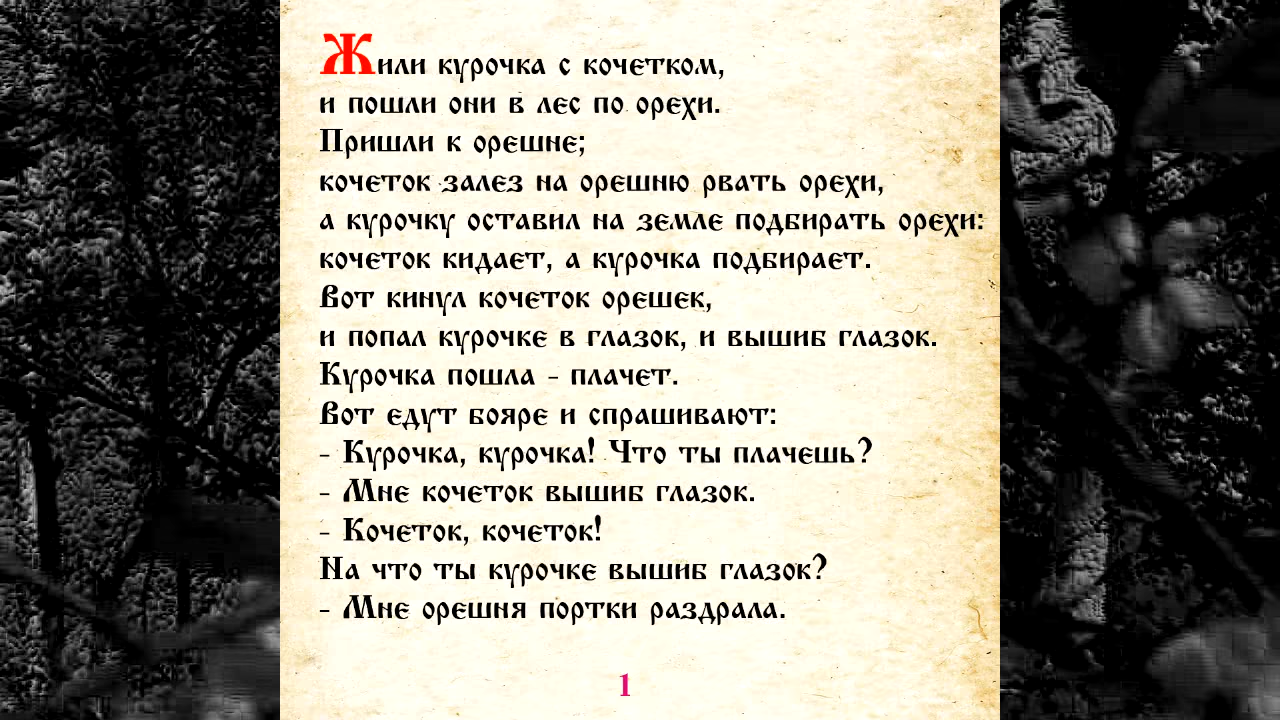 Жили курочка с кочетком,
и пошли они в лес по орехи.
Пришли к орешне;
кочеток залез на орешню рвать орехи,
а курочку оставил на земле подбирать орехи:
кочеток кидает, а курочка подбирает.
Вот кинул кочеток орешек,
и попал курочке в глазок, и вышиб глазок.
Курочка пошла - плачет.
Вот едут бояре и спрашивают:
- Курочка, курочка! Что ты плачешь?
- Мне кочеток вышиб глазок.
- Кочеток, кочеток!
На что ты курочке вышиб глазок?
- Мне орешня портки раздрала.
1